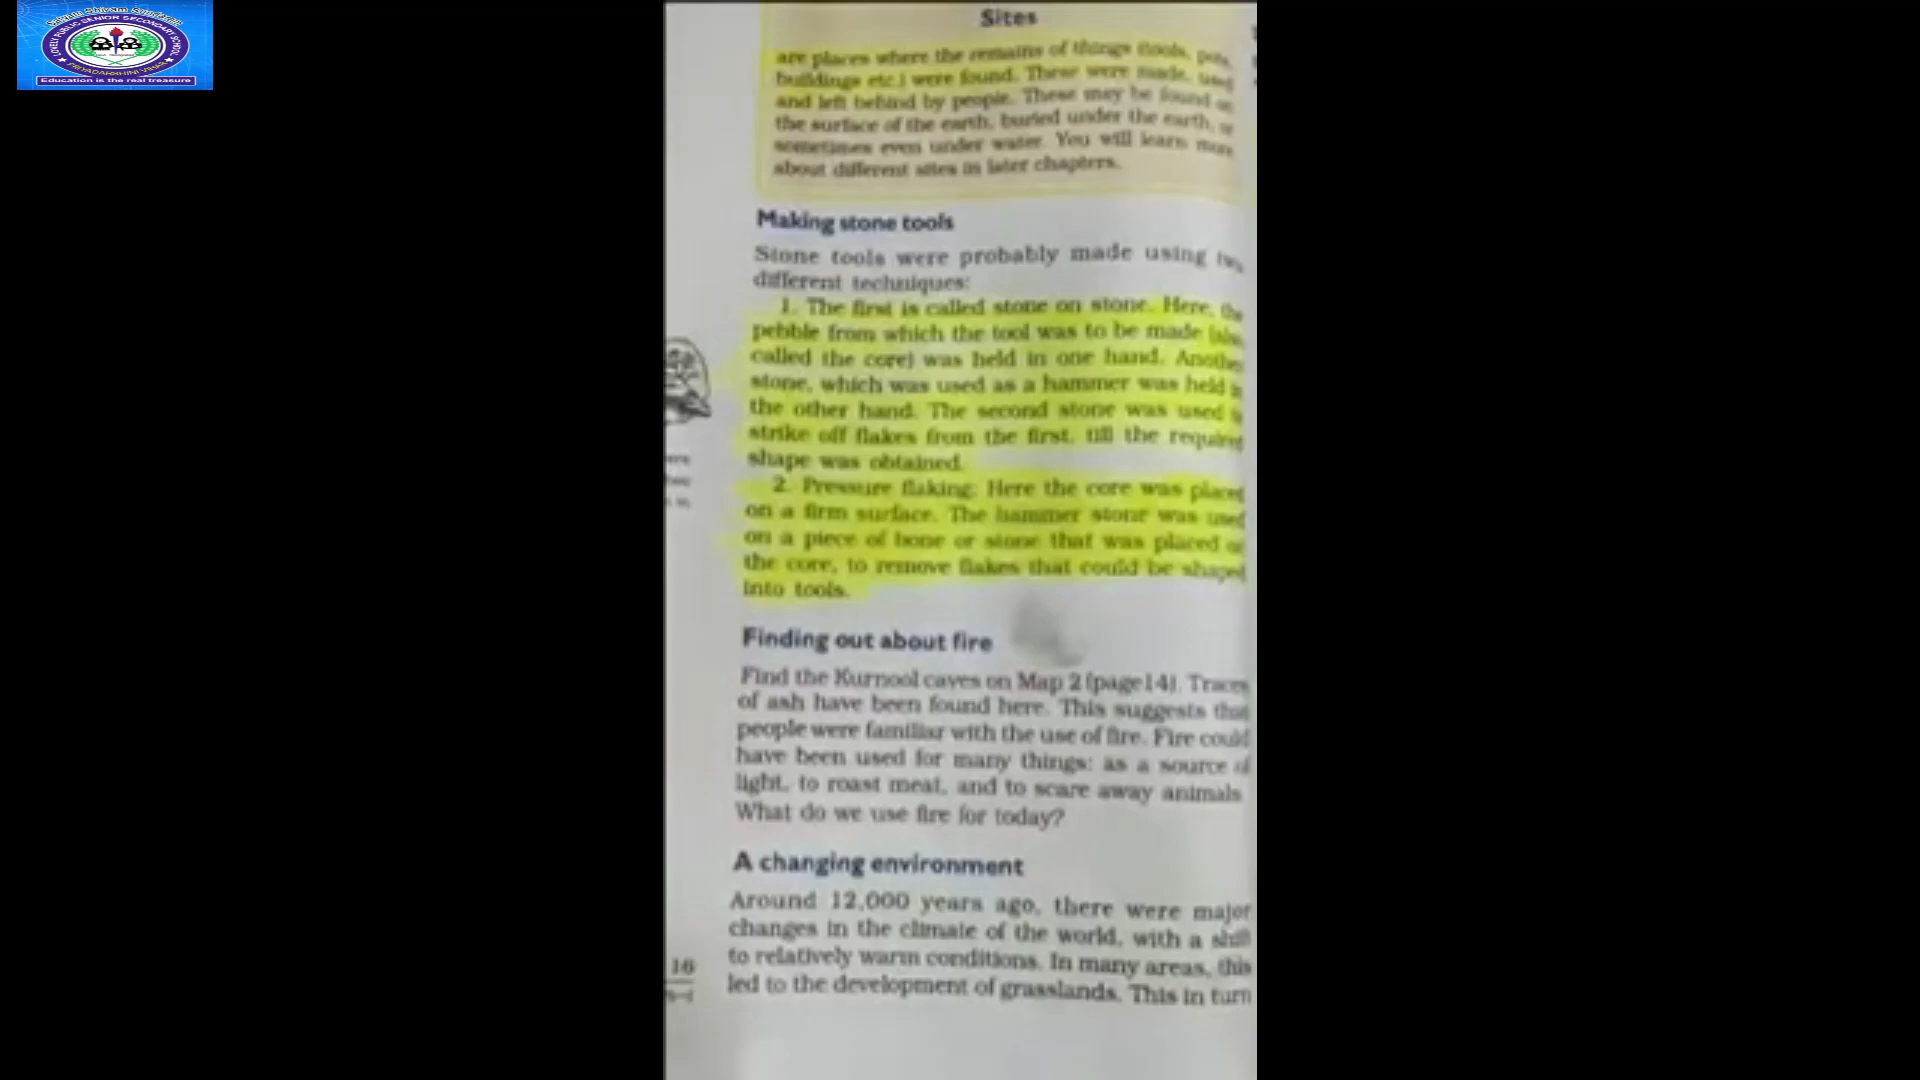 Satyam Shivam Sundaram
LOVELY PUBLIC SENIOR SECONDARY SCHOOL
PRIYADARSHINI VIHAR
Education is the real treasure
Sites
are places where the remains of things (tools, pots,
buildings etc.) were found. These were made, used
and left behind by people. These may be found on
the surface of the earth, buried under the earth, or
sometimes even under water. You will learn more
about different sites in later chapters.
Making stone tools
Stone tools were probably made using two
different techniques:
1. The first is called stone on stone. Here, the
pebble from which the tool was to be made (also
called the core) was held in one hand. Another
stone, which was used as a hammer was held in
the other hand. The second stone was used to
strike off flakes from the first, till the required
shape was obtained.
2. Pressure flaking: Here the core was placed
on a firm surface. The hammer stone was used
on a piece of bone or stone that was placed on
the core, to remove flakes that could be shaped
into tools.
Finding out about fire
Find the Kurnool caves on Map 2 (page14). Traces
of ash have been found here. This suggests that
people were familiar with the use of fire. Fire could
have been used for many things: as a source of
light, to roast meat, and to scare away animals
What do we use fire for today?
A changing environment
Around 12,000 years ago, there were major
changes in the climate of the world, with a shift
to relatively warm conditions. In many areas, this
led to the development of grasslands. This in turn
16